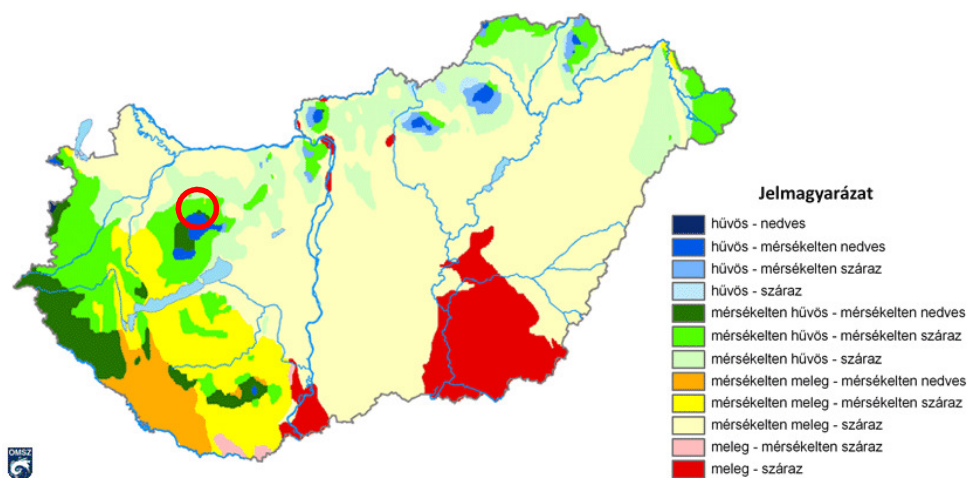 Jelmagyarázat
hűvös - nedves
hűvös - mérsékelten nedves
hűvös - mérsékelten száraz
hűvös - száraz
mérsékelten hűvös - mérsékelten nedves
mérsékelten hűvös - mérsékelten száraz
mérsékelten hűvös - száraz
mérsékelten meleg - mérsékelten nedves
mérsékelten meleg - mérsékelten száraz
mérsékelten meleg - száraz
meleg - mérsékelten száraz
meleg - száraz
OMSZ